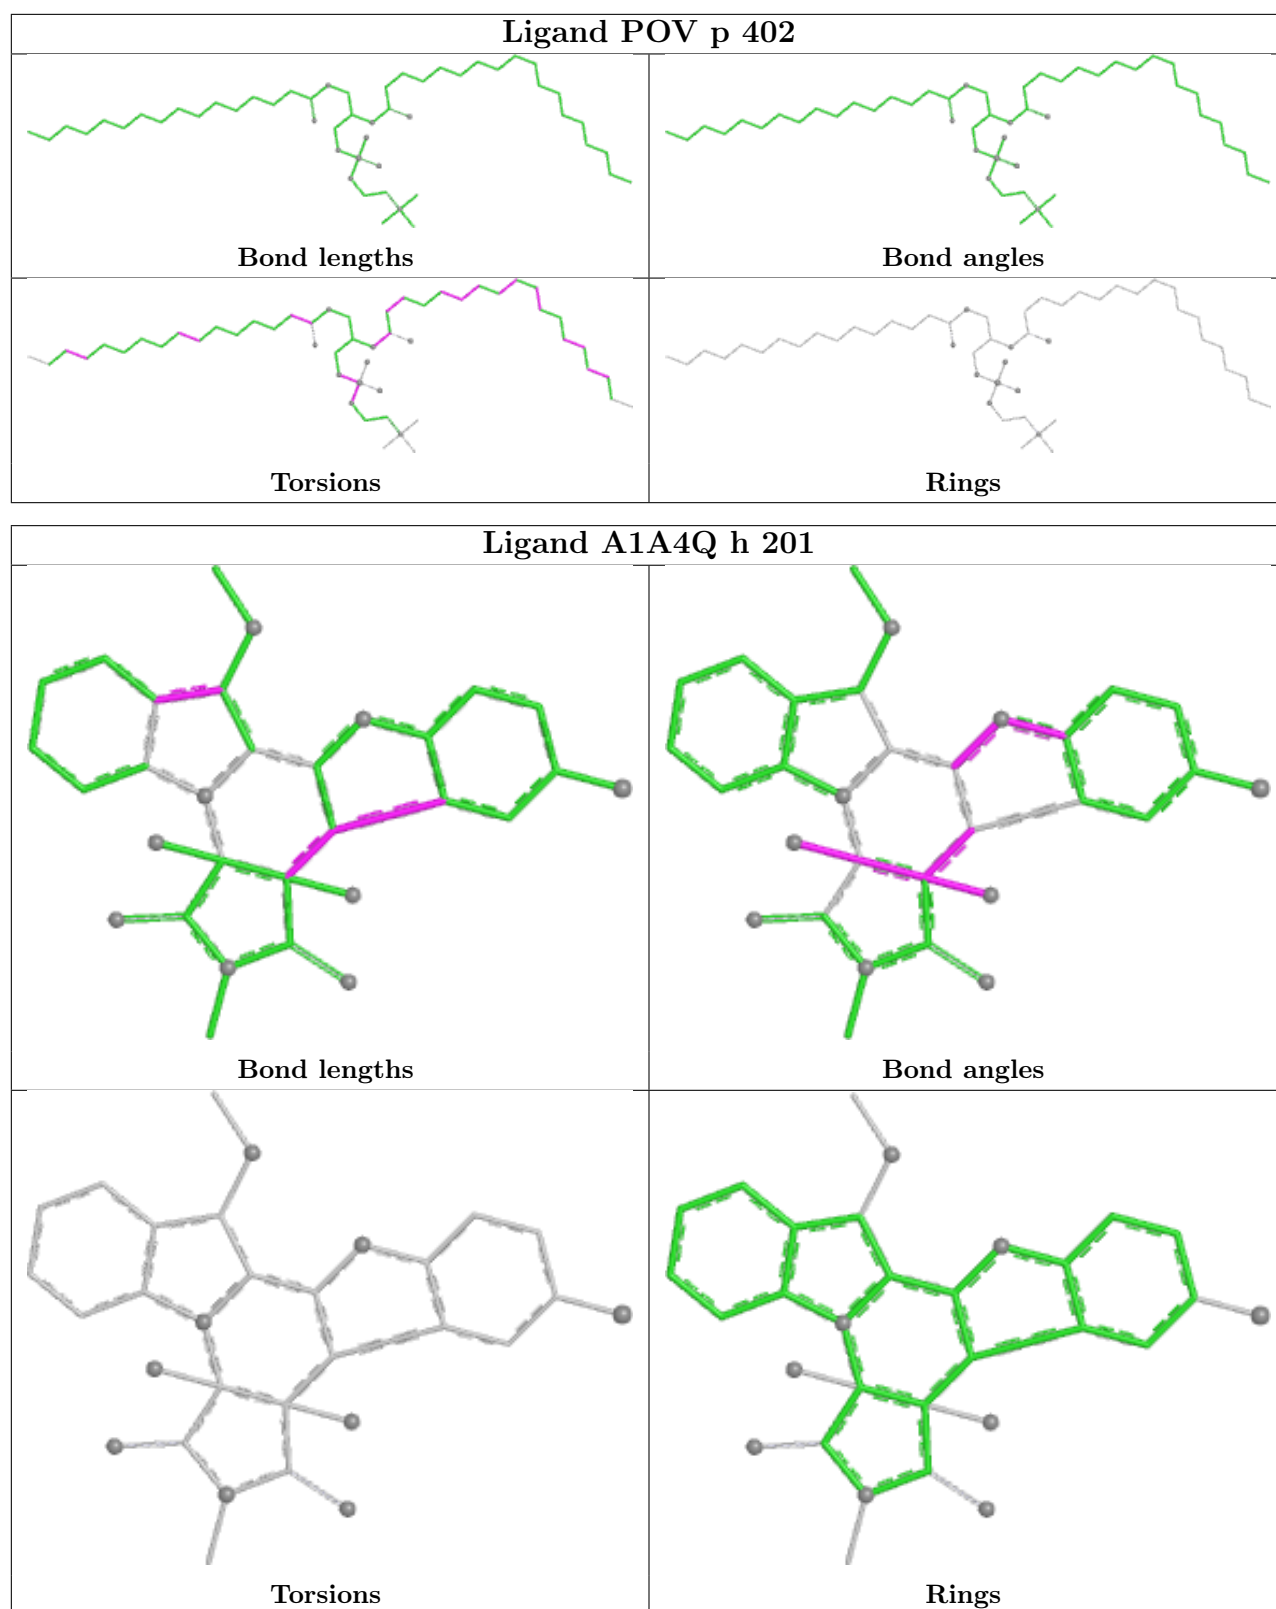 Ligand POV p 402
Bond lengths
Bond angles
Torsions
Rings
Ligand A1A4Q h 201
Bond lengths
Bond angles
Torsions
Rings